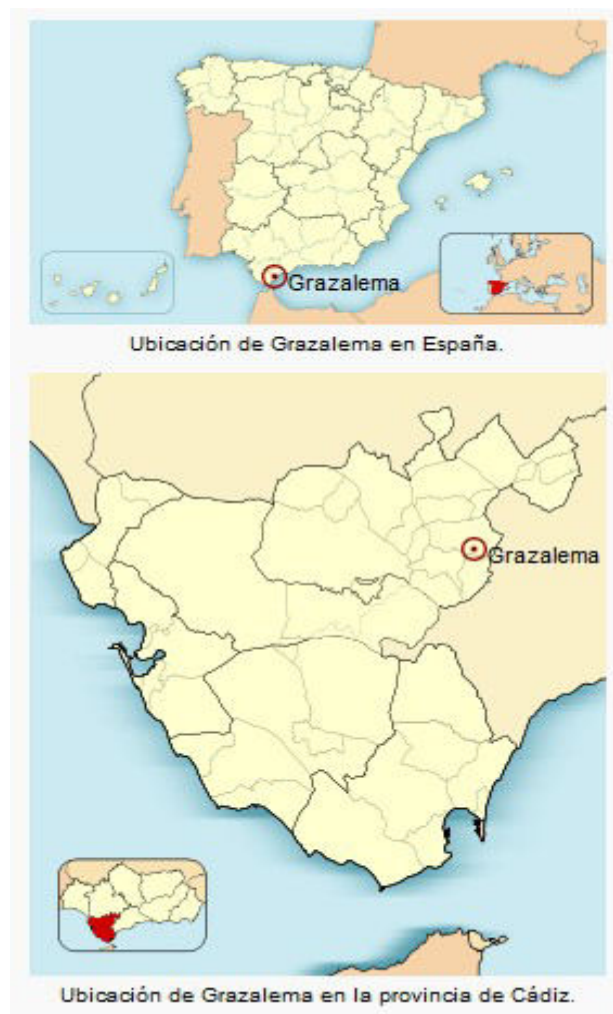 Grazalema
Ubicación de Grazalema en España.
Grazalema
Ubicación de Grazalema en la provincia de Cádiz.